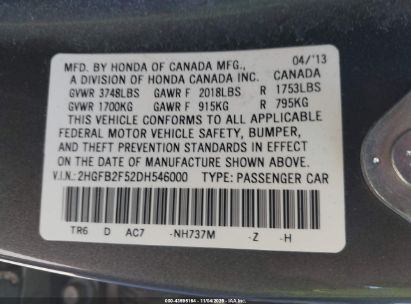 MFD. BY HONDA OF CANADA MFG., 04/'13
A DIVISION OF HONDA CANADA INC. CANADA
GVWR 3748LBS GAWR F 2018LBS R 1753LBS
GVWR 1700KG GAWR F 915KG R 795KG
THIS VEHICLE CONFORMS TO ALL APPLICABLE
FEDERAL MOTOR VEHICLE SAFETY, BUMPER,
AND THEFT PREVENTION STANDARDS IN EFFECT
ON THE DATE OF MANUFACTURE SHOWN ABOVE.
V.I.N.: 2HGFB2F52DH546000 TYPE: PASSENGER CAR
TR6 D AC7 -NH737M -Z -H